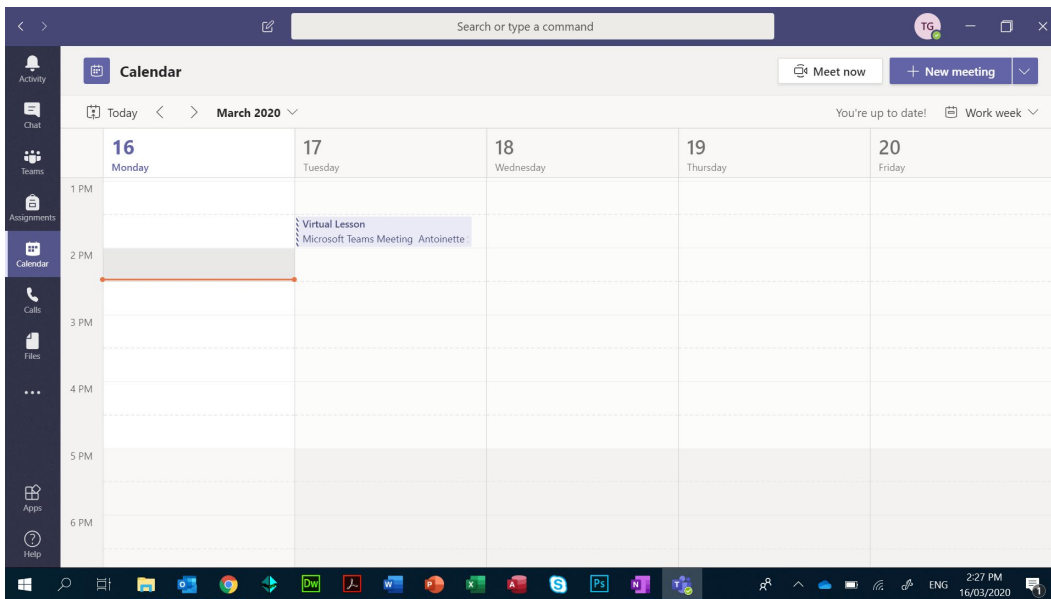 Search or type a command
TG
Activity
Chat
Teams
Assignments
Calendar
Calls
Files
Apps
Help
Calendar
Meet now
+ New meeting
Today
March 2020
You're up to date!
Work week
16
Monday
17
Tuesday
18
Wednesday
19
Thursday
20
Friday
1 PM
2 PM
3 PM
4 PM
5 PM
6 PM
Virtual Lesson
Microsoft Teams Meeting Antoinette
Dw
W
P
X
A
S
Ps
N
T
ENG
2:27 PM
16/03/2020
1